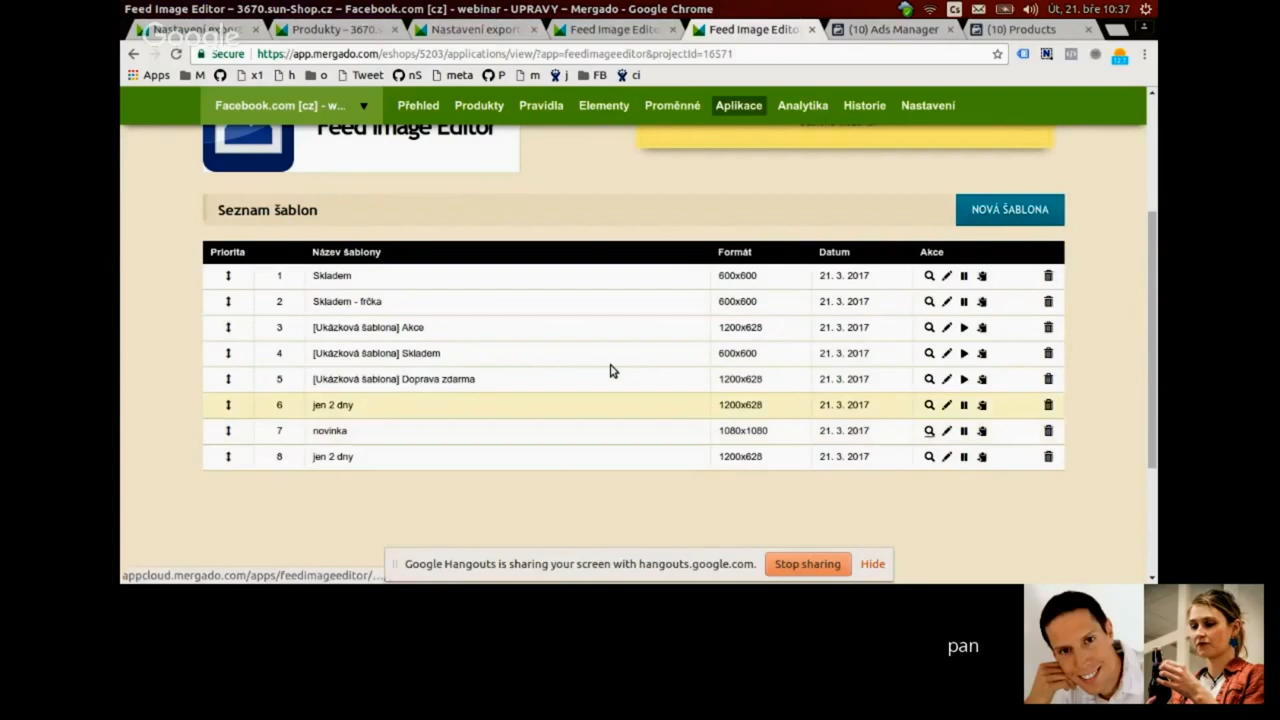 Feed Image Editor – 3670.sun-Shop.cz – Facebook.com [cz] - webinar - UPRAVY – Mergado - Google Chrome
Cs
Út, 21. bře 10:37
Google
Nastavení expor
Produkty – 3670.s
Nastavení export
Feed Image Edito
Feed Image Edito
(10) Ads Manager
(10) Products
Secure
https://app.mergado.com/eshops/5203/applications/view/?app=feedimageeditor&projectId=16571
Apps
M
x1
h
o
Tweet
nS
meta
P
m
j
FB
ci
Facebook.com [cz] - w...
Přehled
Produkty
Pravidla
Elementy
Proměnné
Aplikace
Analytika
Historie
Nastavení
Feed Image Editor
Seznam šablon
NOVÁ ŠABLONA
Priorita Název šablony Formát Datum Akce
1 Skladem 600x600 21. 3. 2017
2 Skladem - frčka 600x600 21. 3. 2017
3 [Ukázková šablona] Akce 1200x628 21. 3. 2017
4 [Ukázková šablona] Skladem 600x600 21. 3. 2017
5 [Ukázková šablona] Doprava zdarma 1200x628 21. 3. 2017
6 jen 2 dny 1200x628 21. 3. 2017
7 novinka 1080x1080 21. 3. 2017
8 jen 2 dny 1200x628 21. 3. 2017
Google Hangouts is sharing your screen with hangouts.google.com.
Stop sharing
Hide
appcloud.mergado.com/apps/feedimageeditor/...
pan